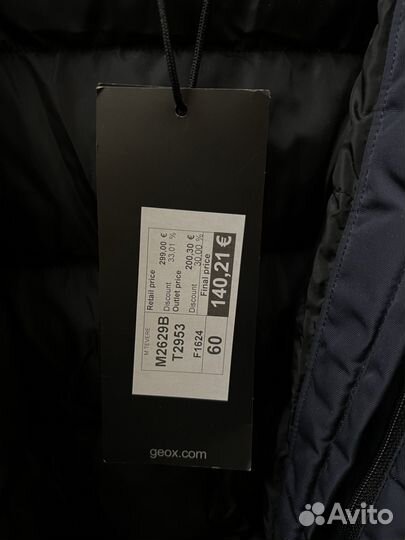 Retail price 299,00 €
Discount 33,01 %
Outlet price 200,30 €
Discount 30,00 %
Final price 140,21 €
M TEVERE
M2629B
T2953
F1624
60
geox.com
Avito